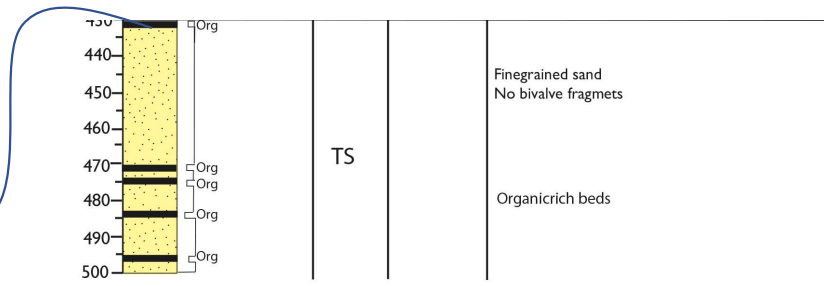 430
Org
440
Finegrained sand
450
No bivalve fragmets
460
TS
470
Org
Org
480
Organicrich beds
Org
490
Org
500